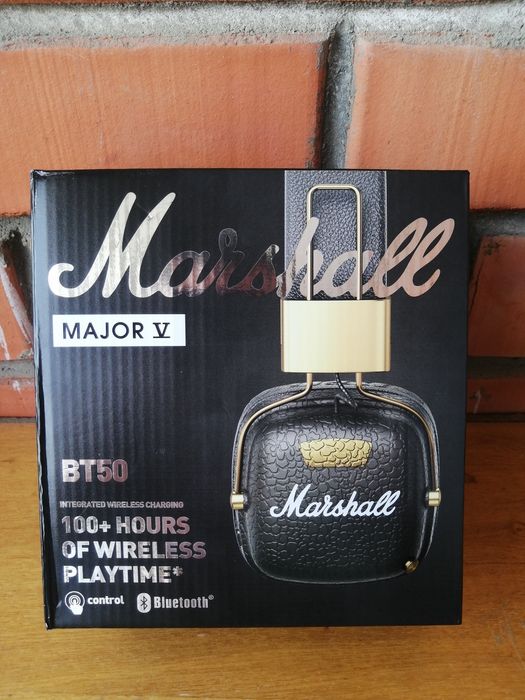 Marshall
MAJOR V
BT50
INTEGRATED WIRELESS CHARGING
100+ HOURS
OF WIRELESS
PLAYTIME*
control Bluetooth®
Marshall